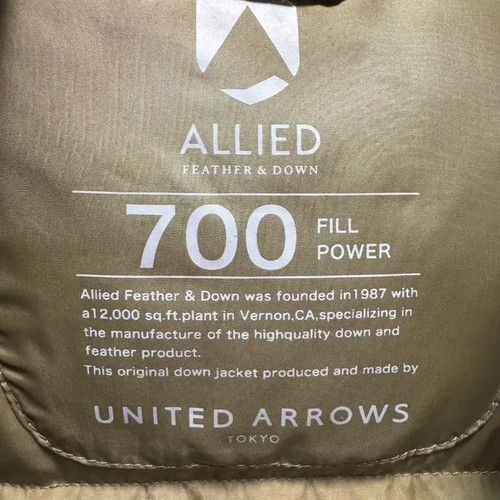 ALLIED
FEATHER & DOWN
700 FILL POWER
Allied Feather & Down was founded in1987 with
a12,000 sq.ft.plant in Vernon,CA,specializing in
the manufacture of the highquality down and
feather product.
This original down jacket produced and made by
UNITED ARROWS
TOKYO